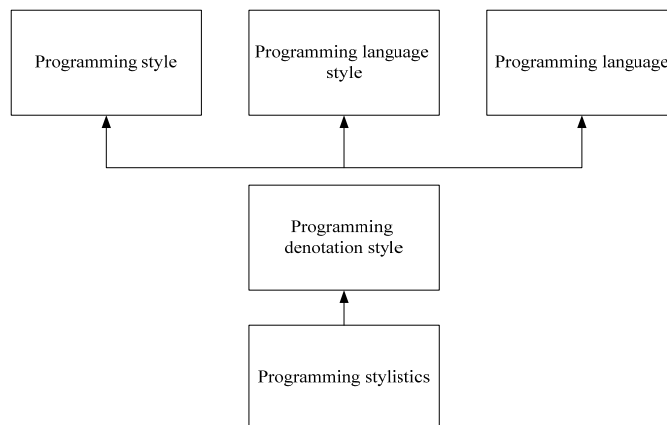 Programming style
Programming language
style
Programming language
Programming
denotation style
Programming stylistics